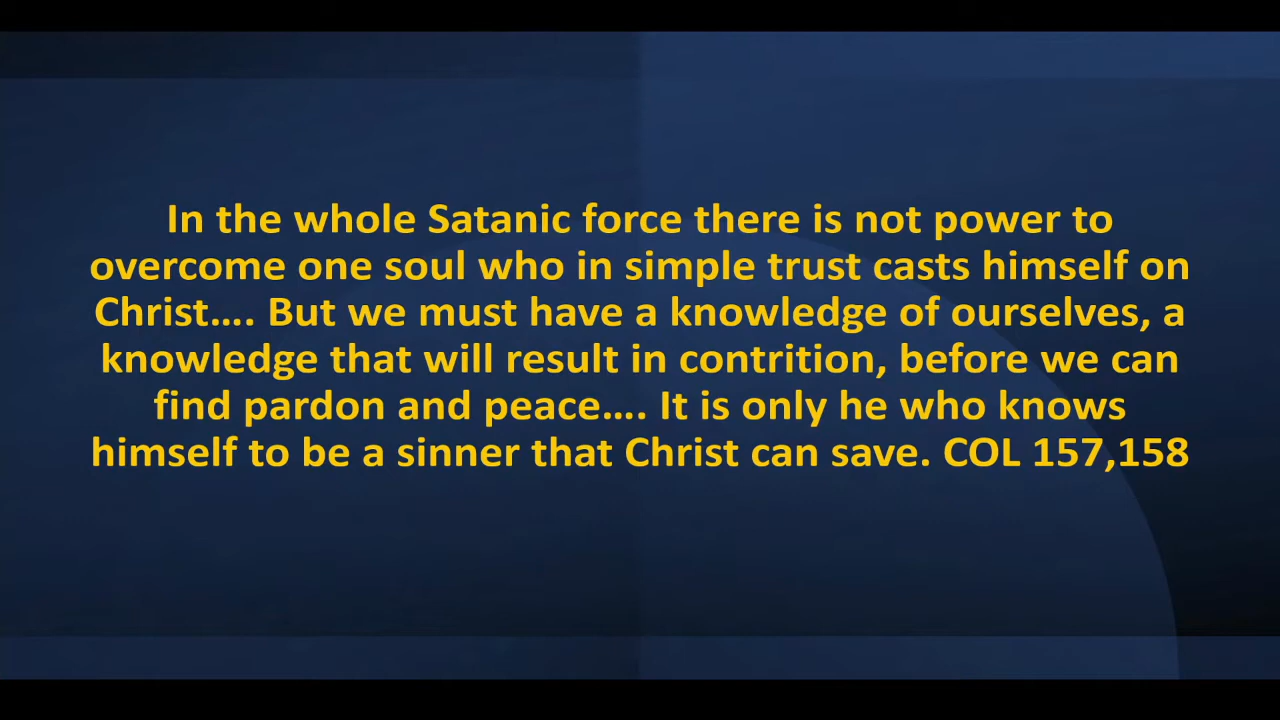 In the whole Satanic force there is not power to
overcome one soul who in simple trust casts himself on
Christ…. But we must have a knowledge of ourselves, a
knowledge that will result in contrition, before we can
find pardon and peace…. It is only he who knows
himself to be a sinner that Christ can save. COL 157,158